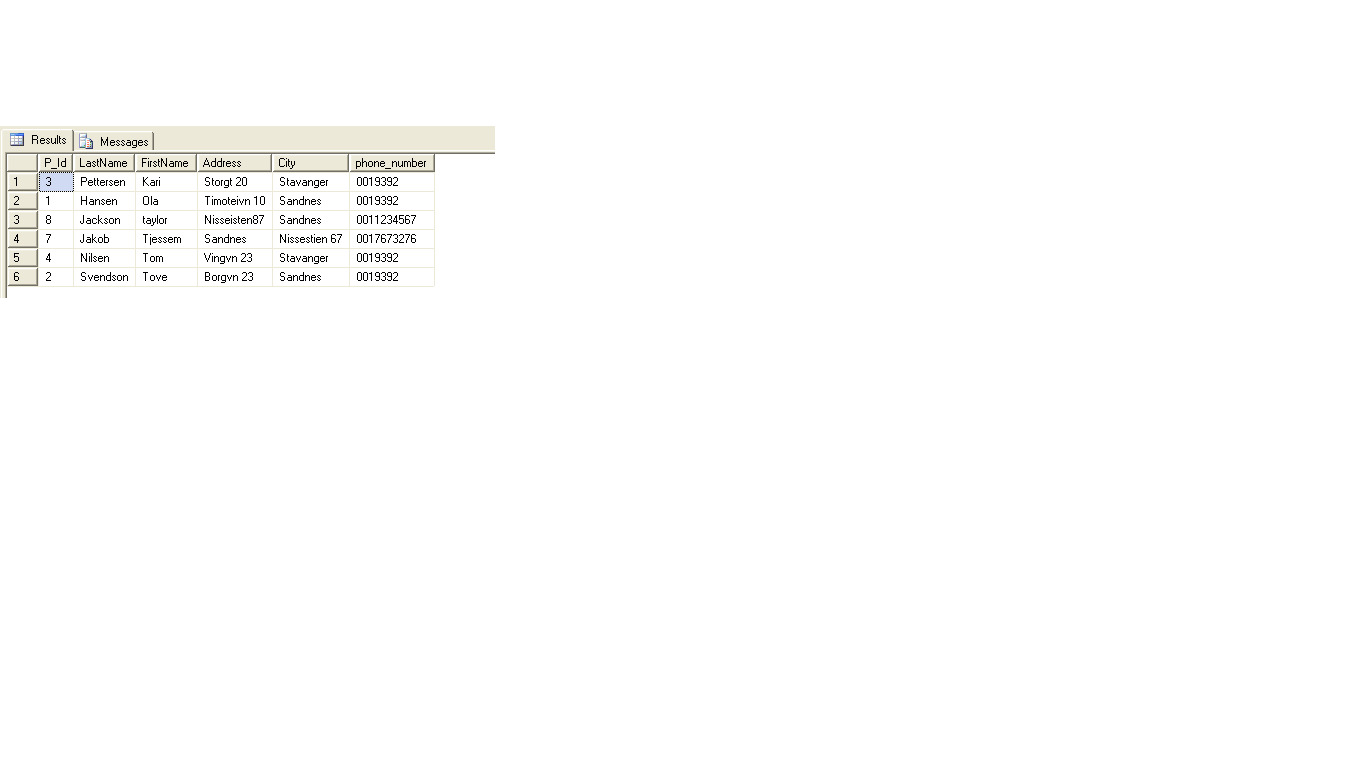 Results Messages
P_Id LastName FirstName Address City phone_number
1 3 Pettersen Kari Storgt 20 Stavanger 0019392
2 1 Hansen Ola Timoteivn 10 Sandnes 0019392
3 8 Jackson taylor Nisseisten87 Sandnes 0011234567
4 7 Jakob Tjessem Sandnes Nissestien 67 0017673276
5 4 Nilsen Tom Vingvn 23 Stavanger 0019392
6 2 Svendson Tove Borgvn 23 Sandnes 0019392